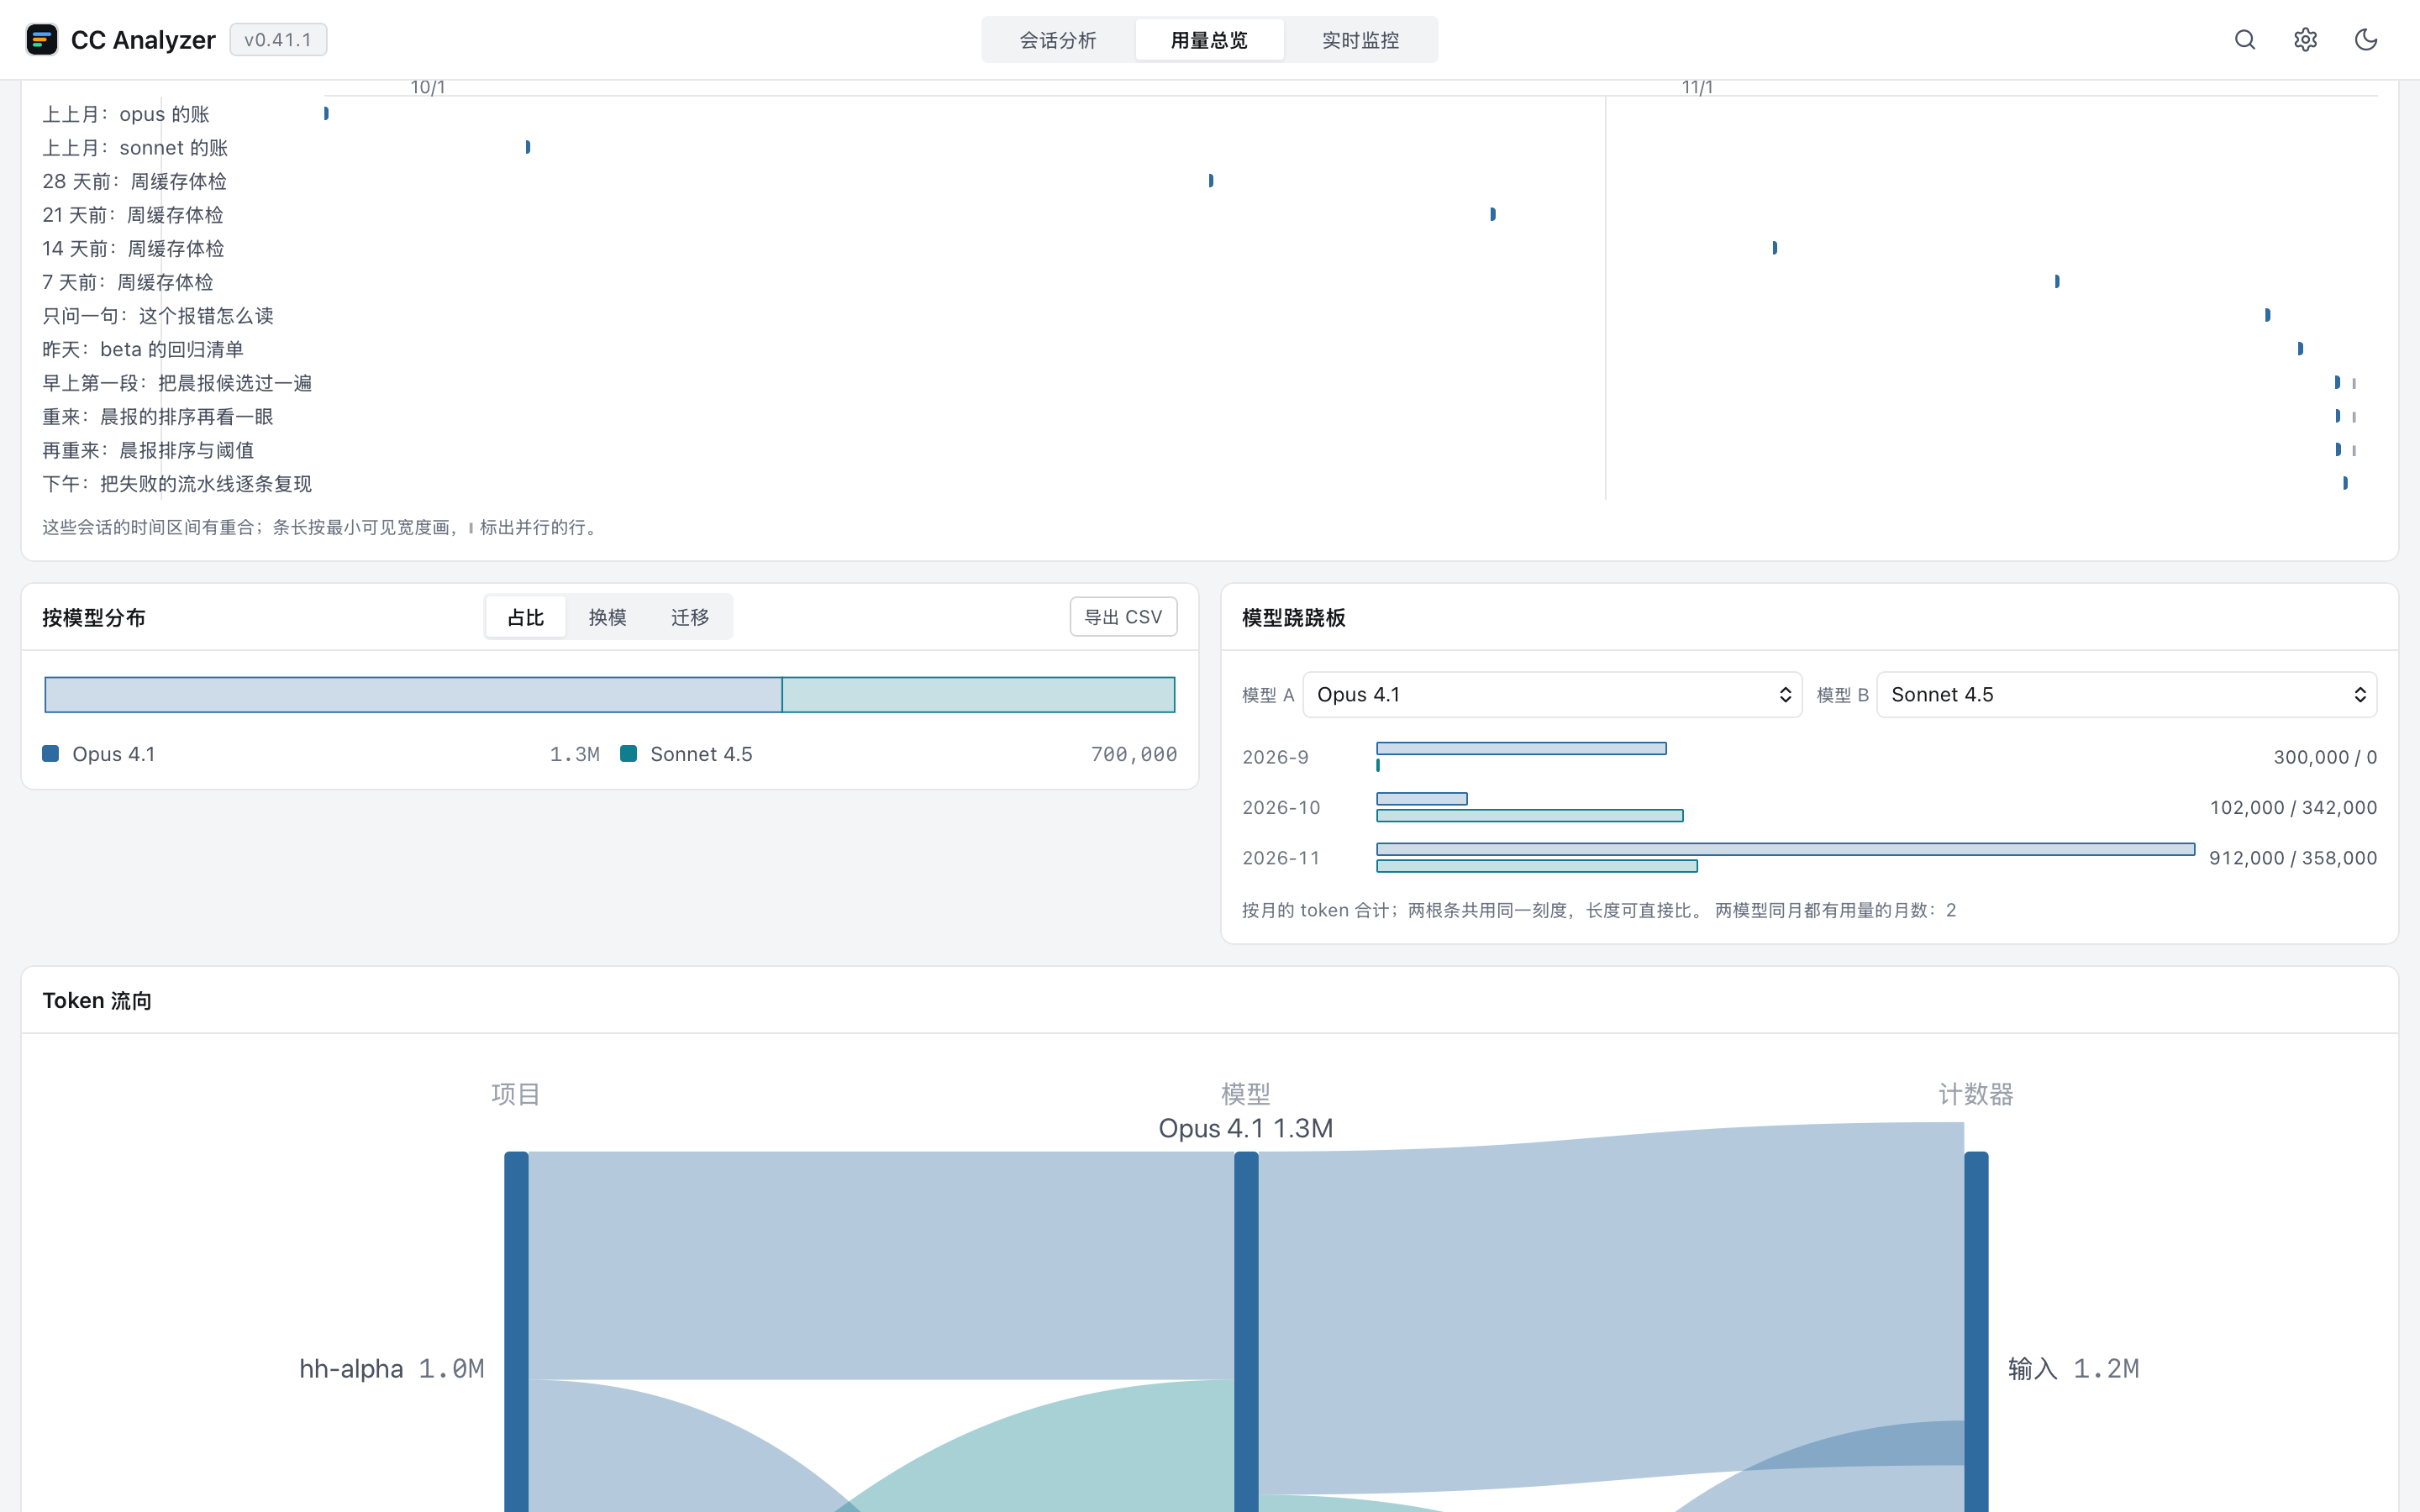 CC Analyzer v0.41.1 会话分析 用量总览 实时监控
10/1 11/1
上上月：opus 的账
上上月：sonnet 的账
28 天前：周缓存体检
21 天前：周缓存体检
14 天前：周缓存体检
7 天前：周缓存体检
只问一句：这个报错怎么读
昨天：beta 的回归清单
早上第一段：把晨报候选过一遍
重来：晨报的排序再看一眼
再重来：晨报排序与阈值
下午：把失败的流水线逐条复现
这些会话的时间区间有重合；条长按最小可见宽度画，‖ 标出并行的行。
按模型分布 占比 换模 迁移 导出 CSV
Opus 4.1 1.3M Sonnet 4.5 700,000
模型跷跷板
模型 A Opus 4.1 模型 B Sonnet 4.5
2026-9 300,000 / 0
2026-10 102,000 / 342,000
2026-11 912,000 / 358,000
按月的 token 合计；两根条共用同一刻度，长度可直接比。 两模型同月都有用量的月数：2
Token 流向
项目 模型 计数器
Opus 4.1 1.3M
hh-alpha 1.0M 输入 1.2M